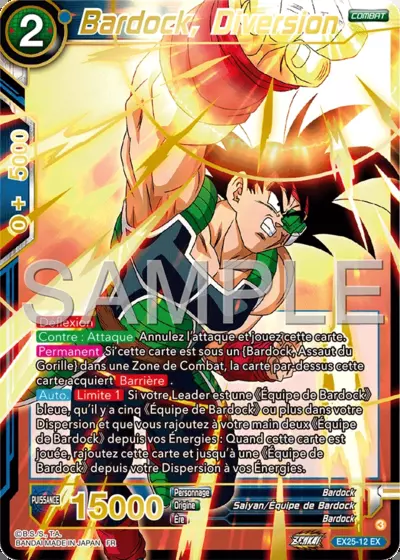 2
Bardock, Diversion
COMBAT
0 + 5000
SAMPLE
Déflexion
Contre : Attaque Annulez l'attaque et jouez cette carte.
Permanent Si cette carte est sous un {Bardock, Assaut du
Gorille} dans une Zone de Combat, la carte par-dessus cette
carte acquiert Barrière .
Auto. Limite 1 Si votre Leader est une 《Équipe de Bardock》
bleue, qu'il y a cinq 《Équipe de Bardock》 ou plus dans votre
Dispersion et que vous rajoutez à votre main deux 《Équipe
de Bardock》 depuis vos Énergies : Quand cette carte est
jouée, rajoutez cette carte et jusqu'à une 《Équipe de
Bardock》 depuis votre Dispersion à vos Énergies.
PUISSANCE
15000
Personnage
Bardock
Origine
Saiyan/Équipe de Bardock
Ère
Bardock
3
©B.S./S., T.A.
BANDAI MADE IN JAPAN. FR
ZENKAI
EX25-12 EX